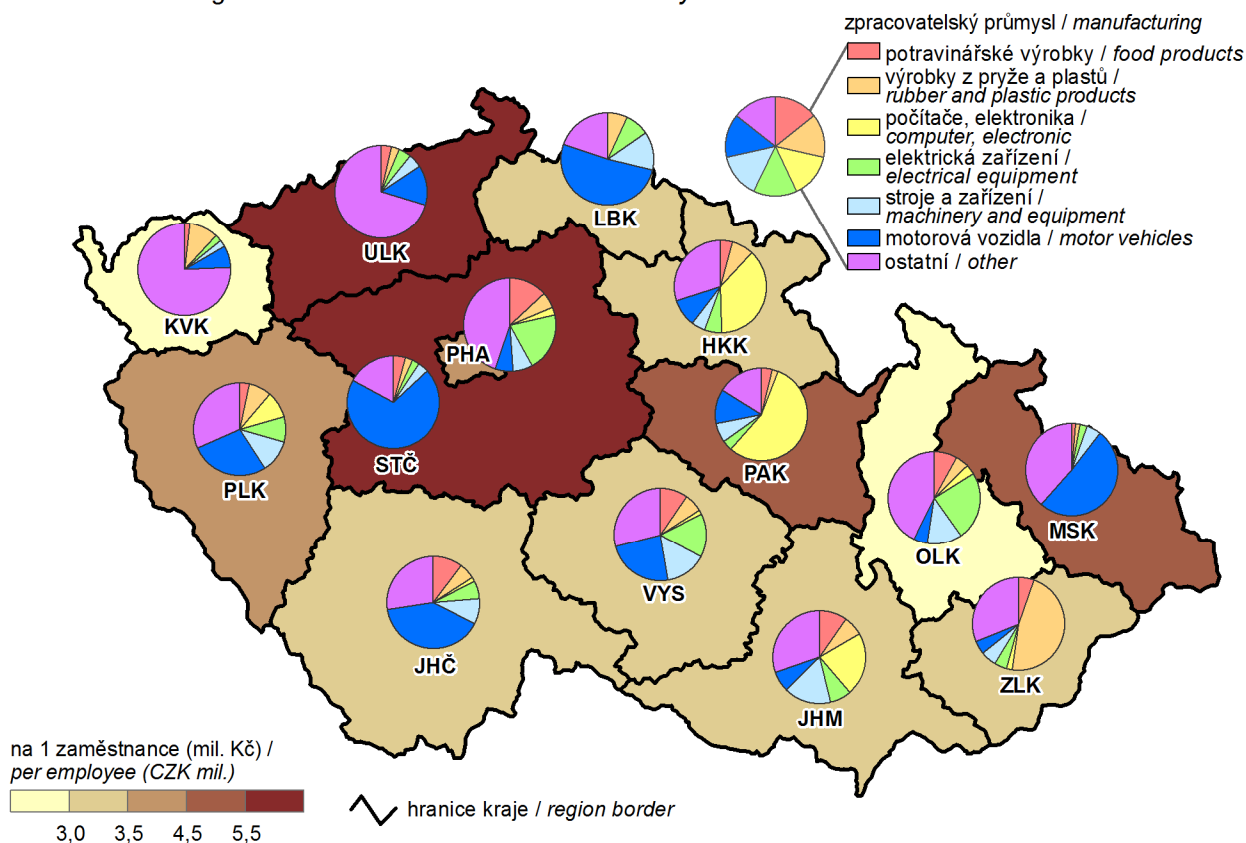 zpracovatelský průmysl / manufacturing
potravinářské výrobky / food products
výrobky z pryže a plastů /
rubber and plastic products
počítače, elektronika /
computer, electronic
elektrická zařízení /
electrical equipment
stroje a zařízení /
machinery and equipment
motorová vozidla / motor vehicles
ostatní / other
LBK
ULK
KVK
HKK
PHA
STČ
PAK
PLK
MSK
OLK
VYS
JHČ
ZLK
JHM
na 1 zaměstnance (mil. Kč) /
per employee (CZK mil.)
3,0 3,5 4,5 5,5
hranice kraje / region border